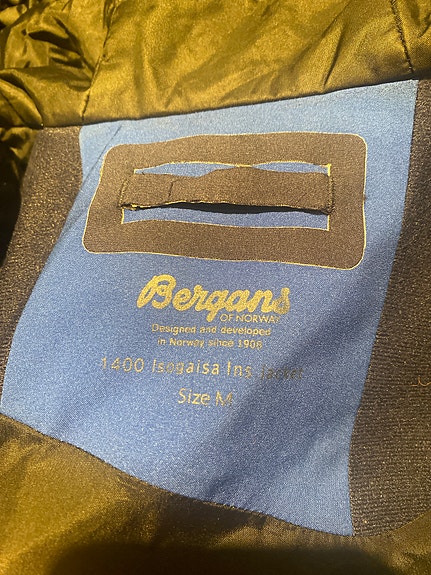 Bergans
OF NORWAY
Designed and developed
in Norway since 1908
1400 Isogaisa Ins Jacket
Size M